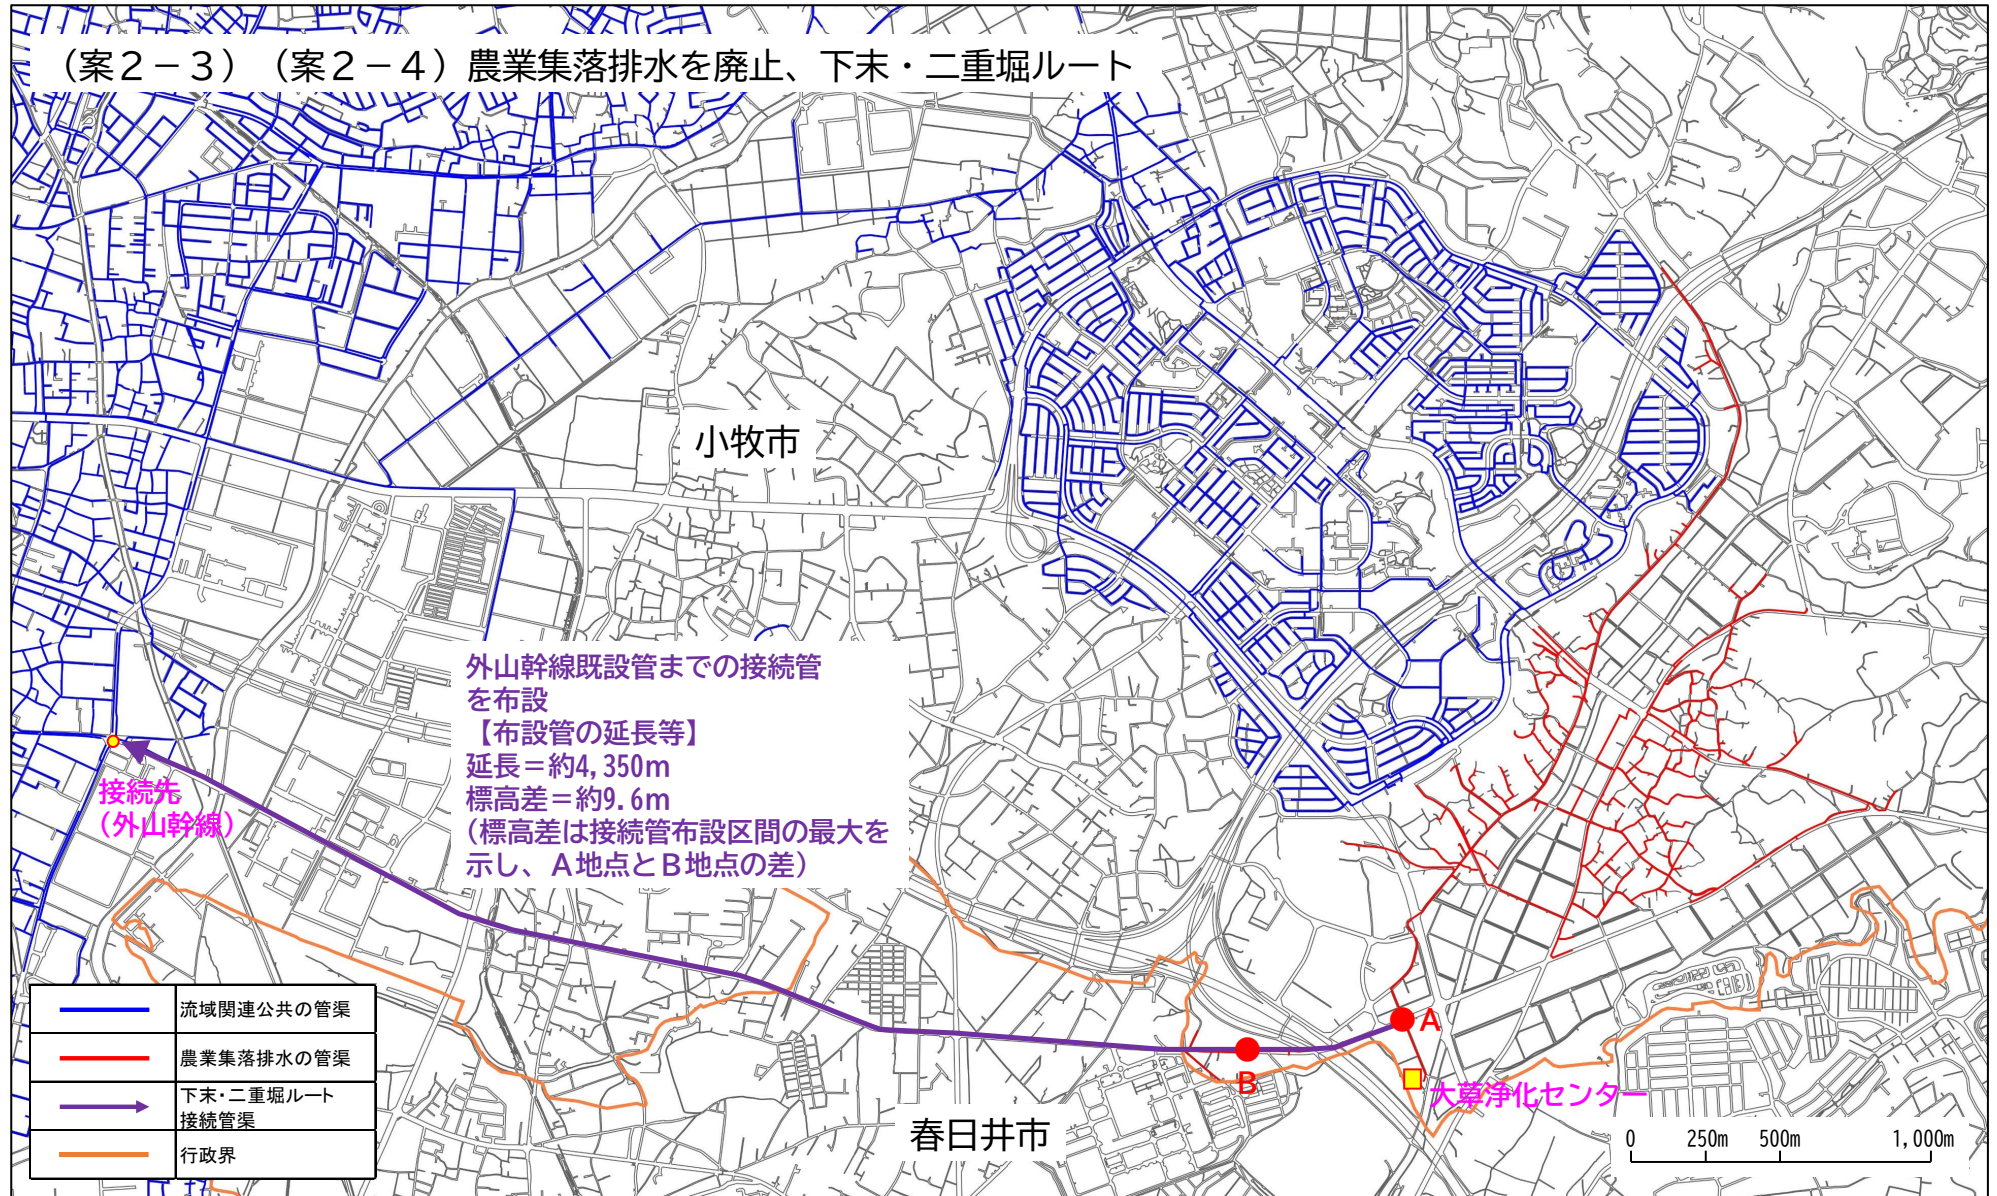 （案２－３）（案２－４）農業集落排水を廃止、下末・二重堀ルート
小牧市
外山幹線既設管までの接続管
を布設
【布設管の延長等】
延長＝約4,350m
標高差＝約9.6m
(標高差は接続管布設区間の最大を
示し、Ａ地点とＢ地点の差)
接続先
（外山幹線）
A
B
大草浄化センター
春日井市
流域関連公共の管渠
農業集落排水の管渠
下末・二重堀ルート
接続管渠
行政界
0 250m 500m 1,000m